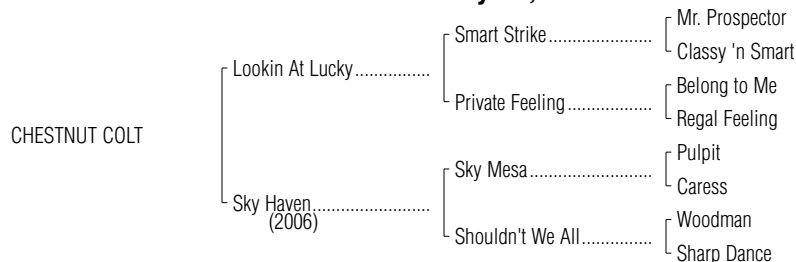 Mr. Prospector
Smart Strike..................
Classy 'n Smart
Lookin At Lucky................
Belong to Me
Private Feeling.................
Regal Feeling
CHESTNUT COLT
Pulpit
Sky Mesa......................
Caress
Sky Haven.........................
(2006)
Woodman
Shouldn't We All..............
Sharp Dance